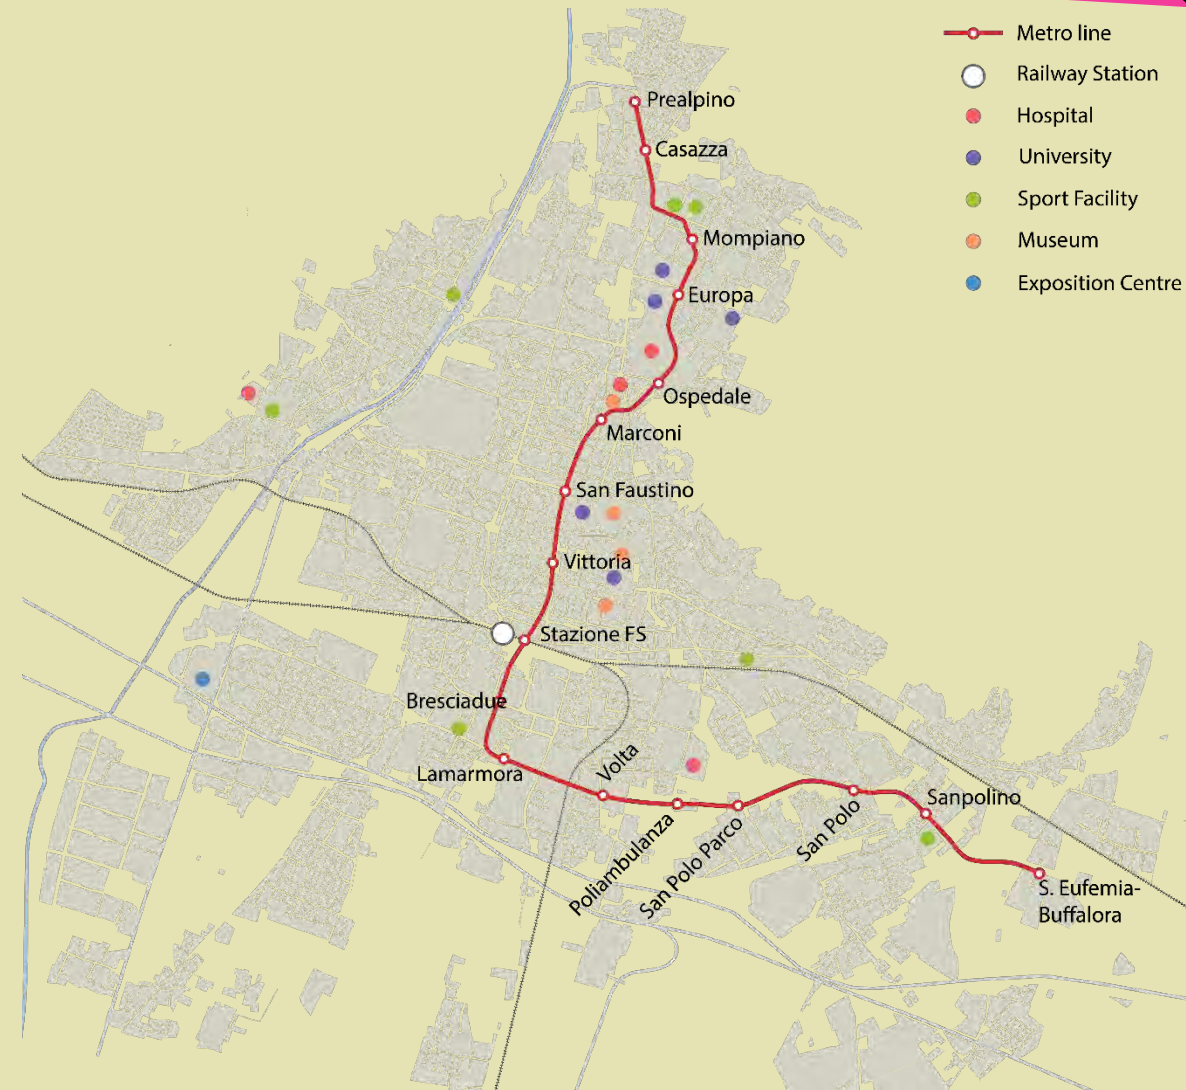 Metro line
Railway Station
Hospital
University
Sport Facility
Museum
Exposition Centre
Prealpino
Casazza
Mompiano
Europa
Ospedale
Marconi
San Faustino
Vittoria
Stazione FS
Bresciadue
Lamarmora
Volta
Poliambulanza
San Polo Parco
San Polo
Sanpolino
S. Eufemia-
Buffalora